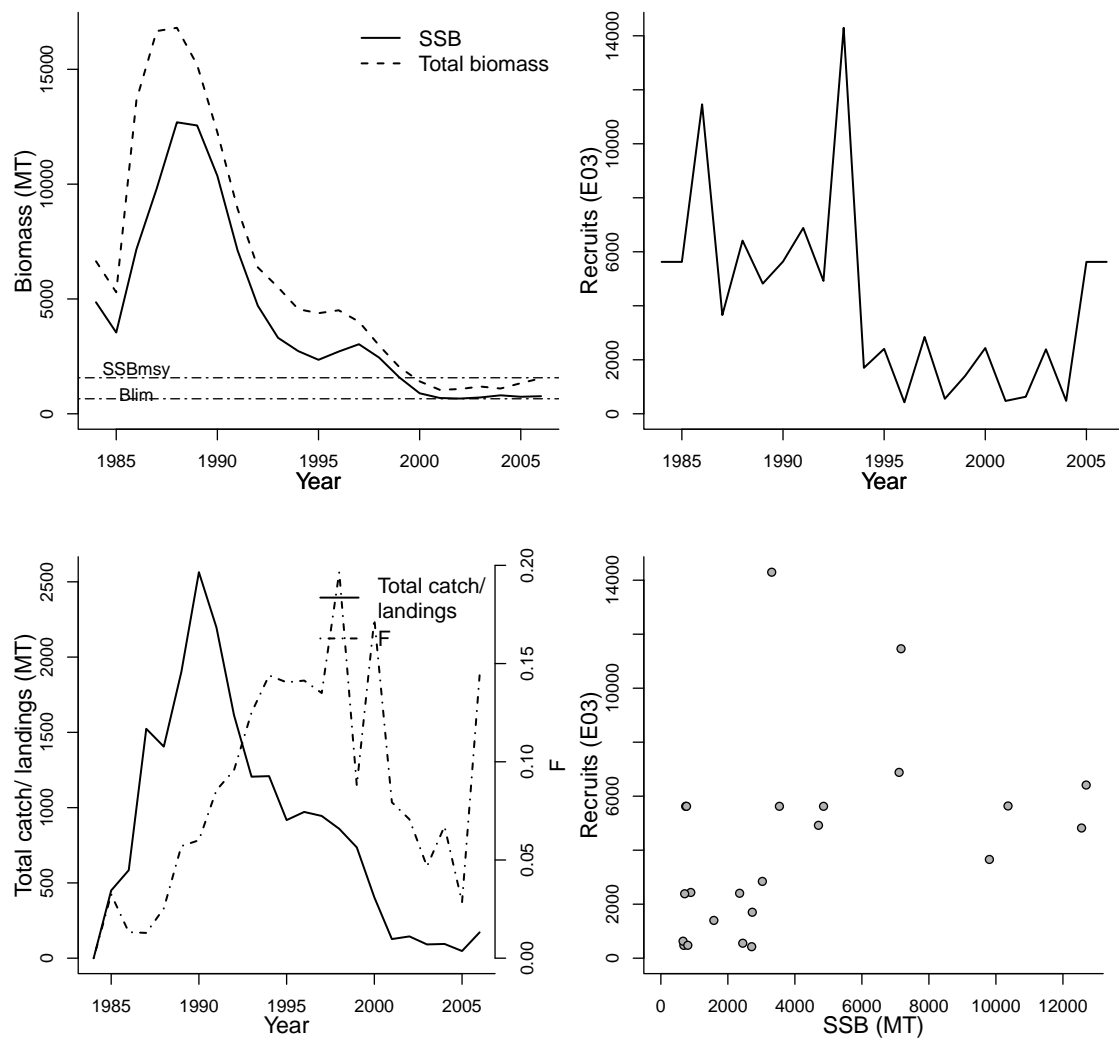 SSB
Total biomass
Biomass (MT)
0
5000
10000
15000
SSBmsy
Blim
1985 1990 1995 2000 2005
Year
Recruits (E03)
0
2000
6000
10000
14000
1985 1990 1995 2000 2005
Year
Total catch/
landings
F
Total catch/ landings (MT)
0
500
1000
1500
2000
2500
F
0.00
0.05
0.10
0.15
0.20
1985 1990 1995 2000 2005
Year
Recruits (E03)
0
2000
6000
10000
14000
0 2000 4000 6000 8000 10000 12000
SSB (MT)